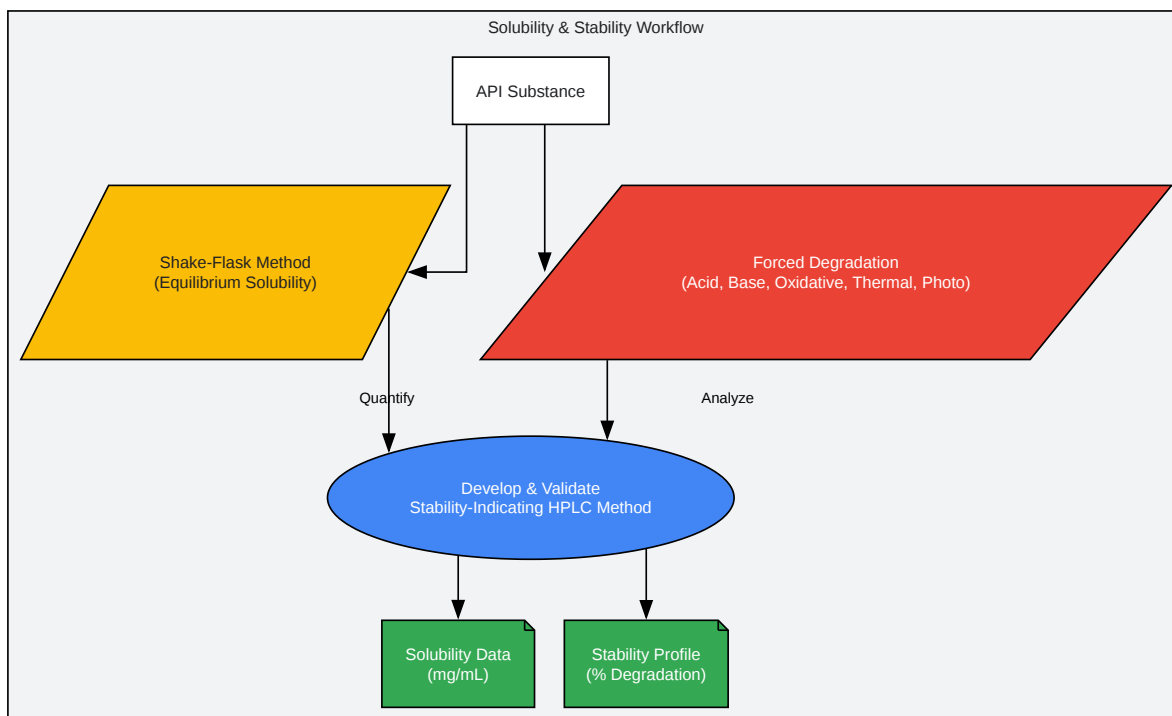 Solubility & Stability Workflow
API Substance
Shake-Flask Method
(Equilibrium Solubility)
Forced Degradation
(Acid, Base, Oxidative, Thermal, Photo)
Quantify
Analyze
Develop & Validate
Stability-Indicating HPLC Method
Solubility Data
(mg/mL)
Stability Profile
(% Degradation)